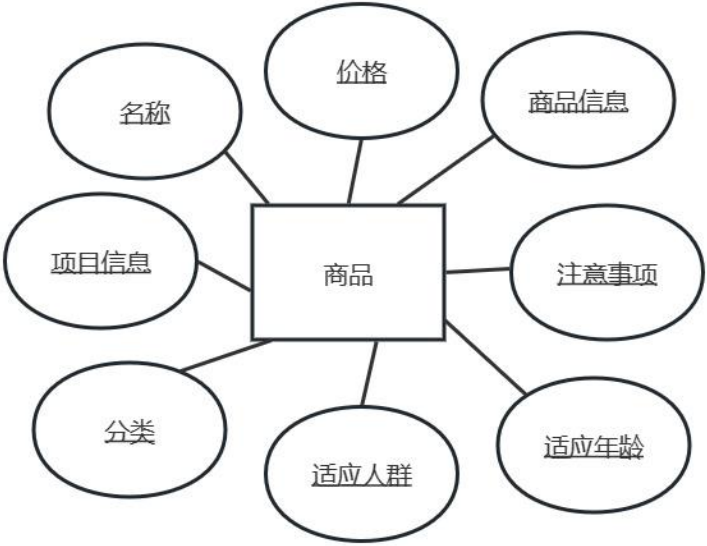 价格
商品信息
名称
项目信息
商品
注意事项
分类
适应人群
适应年龄